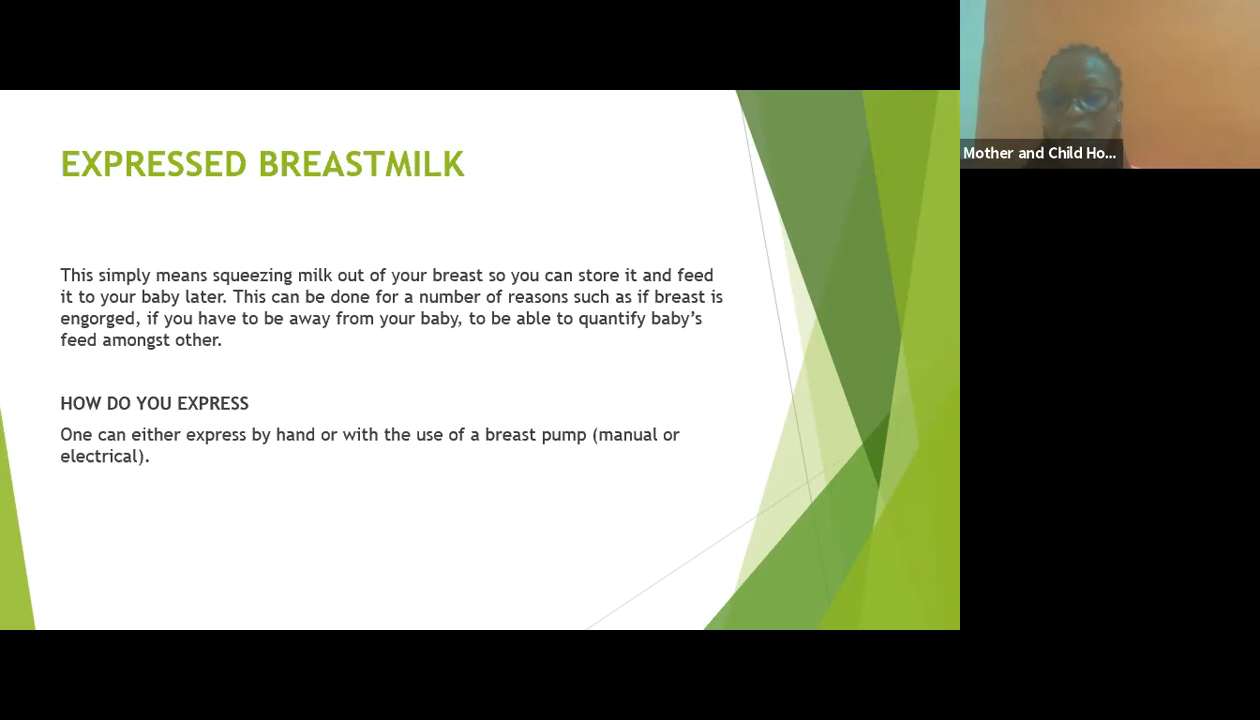 EXPRESSED BREASTMILK
This simply means squeezing milk out of your breast so you can store it and feed
it to your baby later. This can be done for a number of reasons such as if breast is
engorged, if you have to be away from your baby, to be able to quantify baby’s
feed amongst other.
HOW DO YOU EXPRESS
One can either express by hand or with the use of a breast pump (manual or
electrical).
Mother and Child Ho...